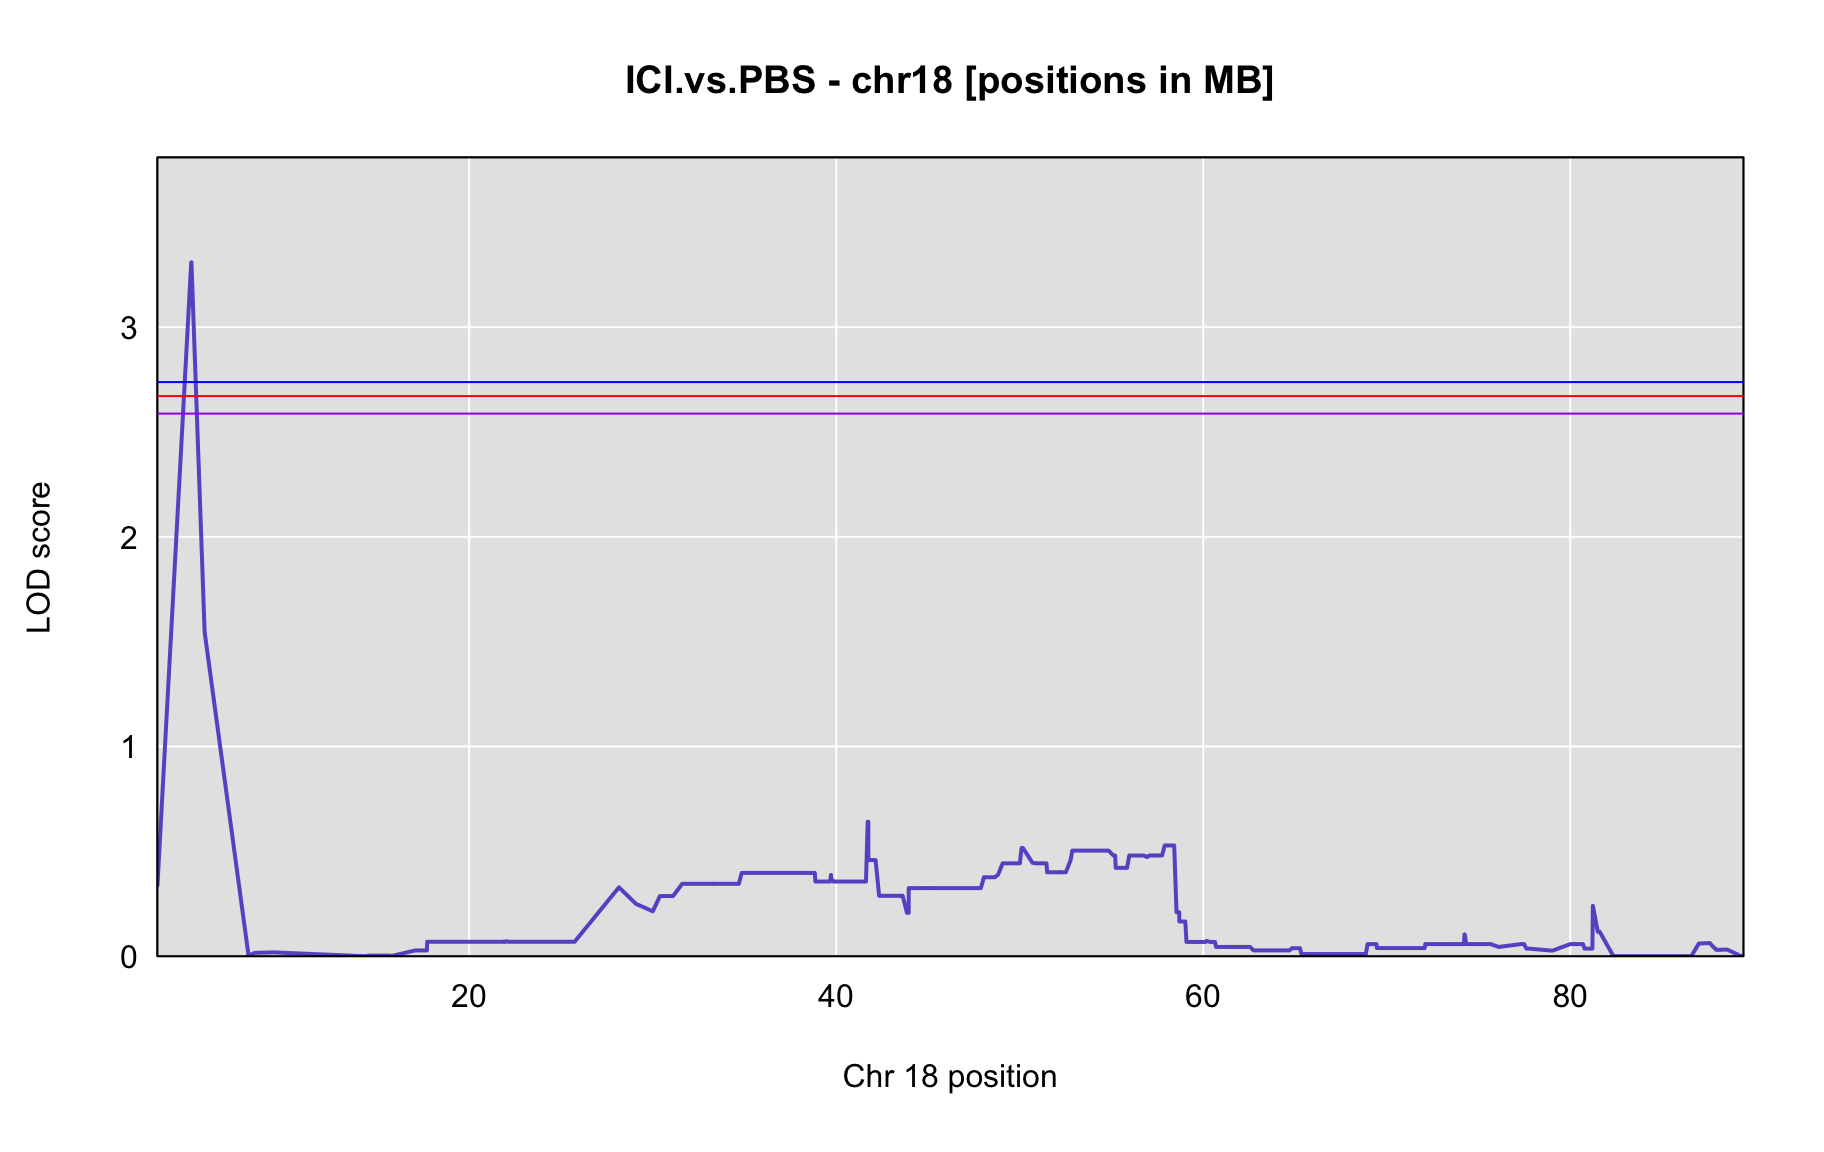 ICI.vs.PBS - chr18 [positions in MB]
LOD score
3
2
1
0
20 40 60 80
Chr 18 position